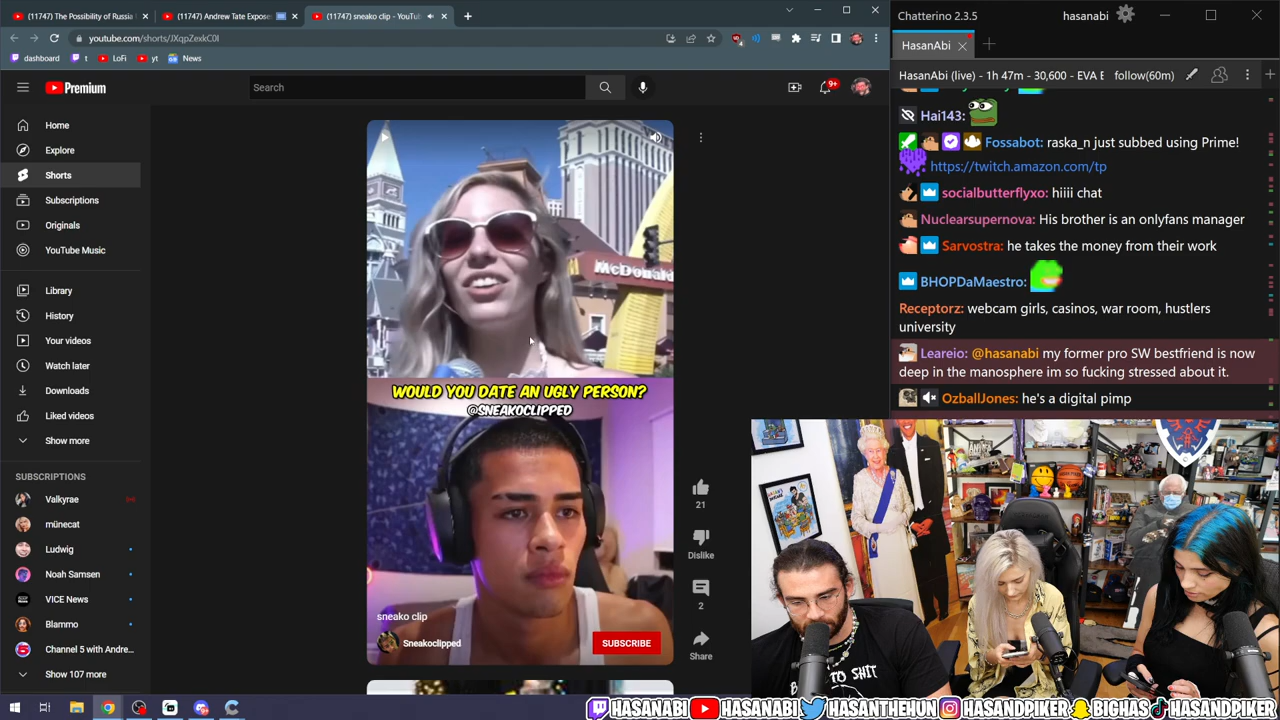 (11747) The Possibility of Russia
(11747) Andrew Tate Expose
(11747) sneako clip - YouTu
youtube.com/shorts/JXqpZexkC0I
dashboard
t
LoFi
yt
News
Premium
Search
9+
Home
Explore
Shorts
Subscriptions
Originals
YouTube Music
Library
History
Your videos
Watch later
Downloads
Liked videos
Show more
SUBSCRIPTIONS
Valkyrae
münecat
Ludwig
Noah Samsen
VICE News
Blammo
Channel 5 with Andre...
Show 107 more
McDonald
WOULD YOU DATE AN UGLY PERSON?
@SNEAKOCLIPPED
sneako clip
Sneakoclipped
SUBSCRIBE
21
Dislike
2
Share
Chatterino 2.3.5
hasanabi
HasanAbi
HasanAbi (live) - 1h 47m - 30,600 - EVA E
follow(60m)
Hai143:
Fossabot: raska_n just subbed using Prime!
https://twitch.amazon.com/tp
socialbutterflyxo: hiiii chat
Nuclearsupernova: His brother is an onlyfans manager
Sarvostra: he takes the money from their work
BHOPDaMaestro:
Receptorz: webcam girls, casinos, war room, hustlers
university
Leareio: @hasanabi my former pro SW bestfriend is now
deep in the manosphere im so fucking stressed about it.
OzballJones: he's a digital pimp
HASANABI
HASANABI
HASANTHEHUN
HASANDPIKER
BIGHAS
HASANDPIKER